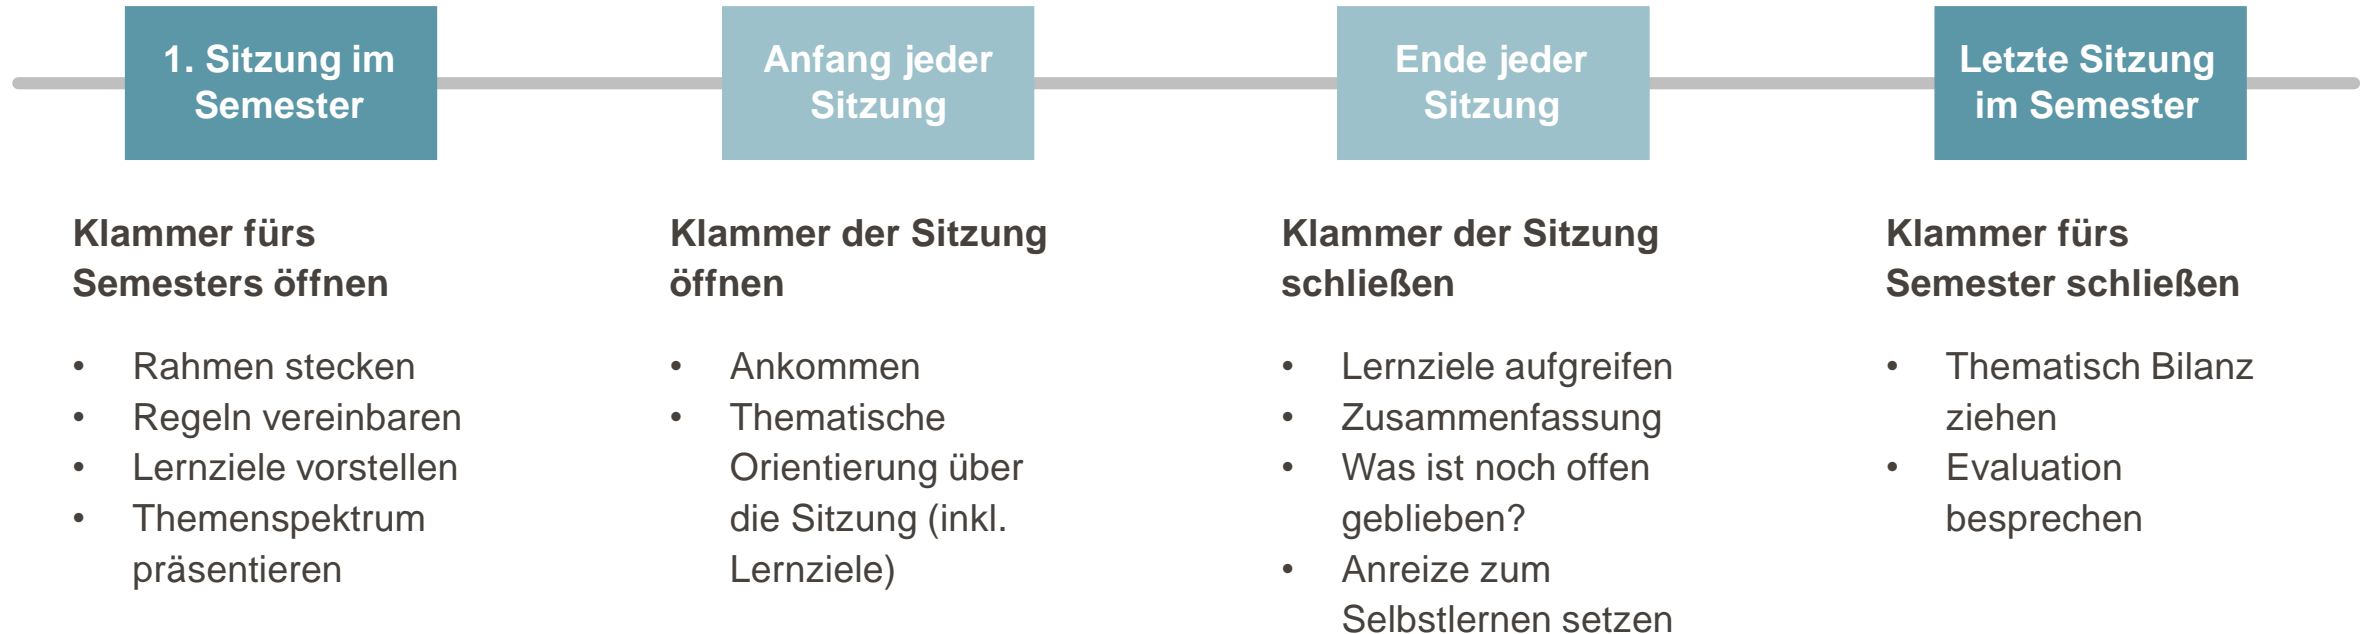 1. Sitzung im
Semester
Anfang jeder
Sitzung
Ende jeder
Sitzung
Letzte Sitzung
im Semester
Klammer fürs
Semesters öffnen
• Rahmen stecken
• Regeln vereinbaren
• Lernziele vorstellen
• Themenspektrum
präsentieren
Klammer der Sitzung
öffnen
• Ankommen
• Thematische
Orientierung über
die Sitzung (inkl.
Lernziele)
Klammer der Sitzung
schließen
• Lernziele aufgreifen
• Zusammenfassung
• Was ist noch offen
geblieben?
• Anreize zum
Selbstlernen setzen
Klammer fürs
Semester schließen
• Thematisch Bilanz
ziehen
• Evaluation
besprechen